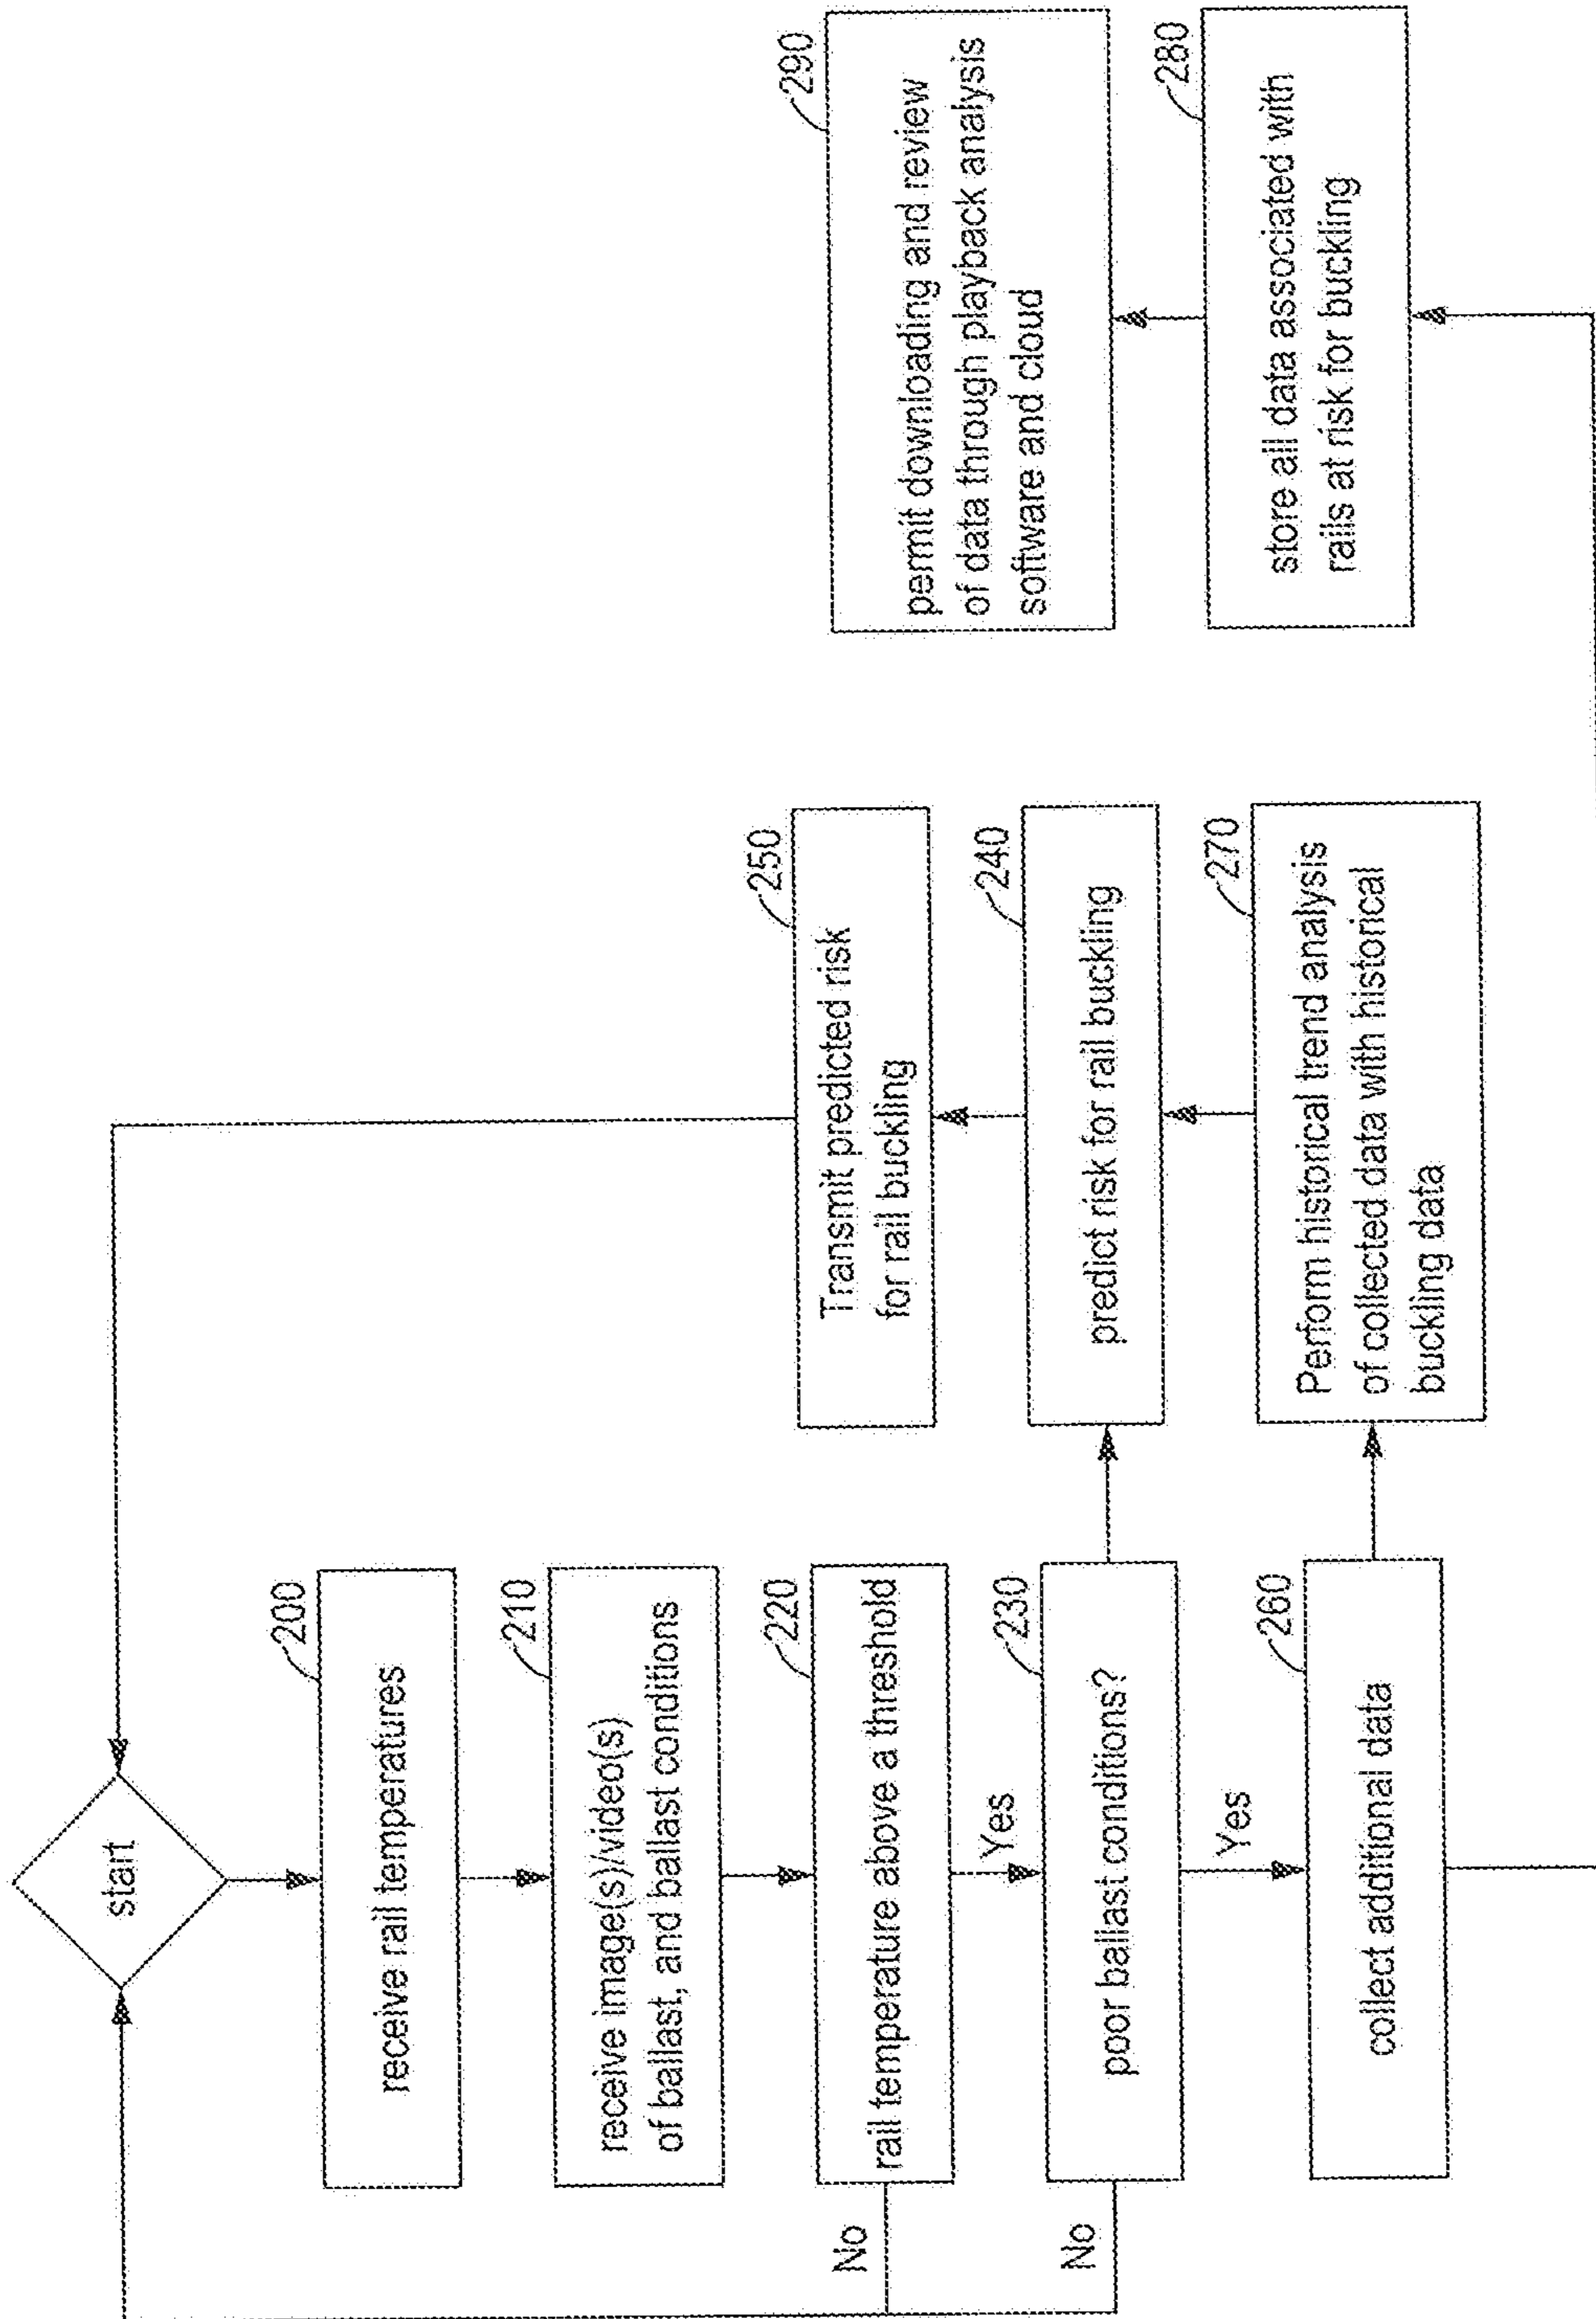 start
200
receive rail temperatures
210
receive image(s)/video(s)
of ballast, and ballast conditions
220
rail temperature above a threshold
No
Yes
230
poor ballast conditions?
No
Yes
260
collect additional data
250
Transmit predicted risk
for rail buckling
240
predict risk for rail buckling
270
Perform historical trend analysis
of collected data with historical
buckling data
290
permit downloading and review
of data through playback analysis
software and cloud
280
store all data associated with
rails at risk for buckling